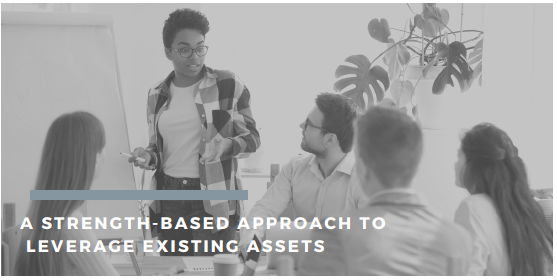 A STRENGTH-BASED APPROACH TO
LEVERAGE EXISTING ASSETS